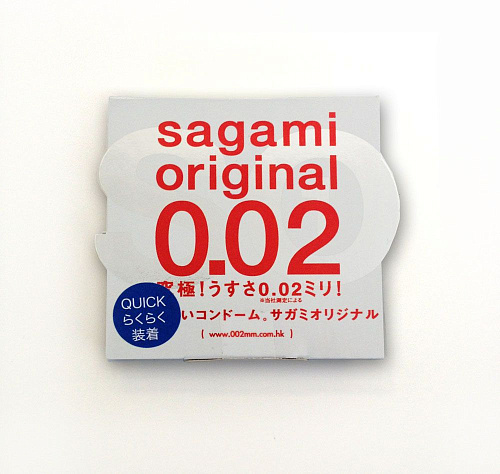 sagami
original
0.02
極!うすさ0.02ミリ!
※当社測定による
いコンドーム。サガミオリジナル
( www.002mm.com.hk )
QUICK
らくらく
装着